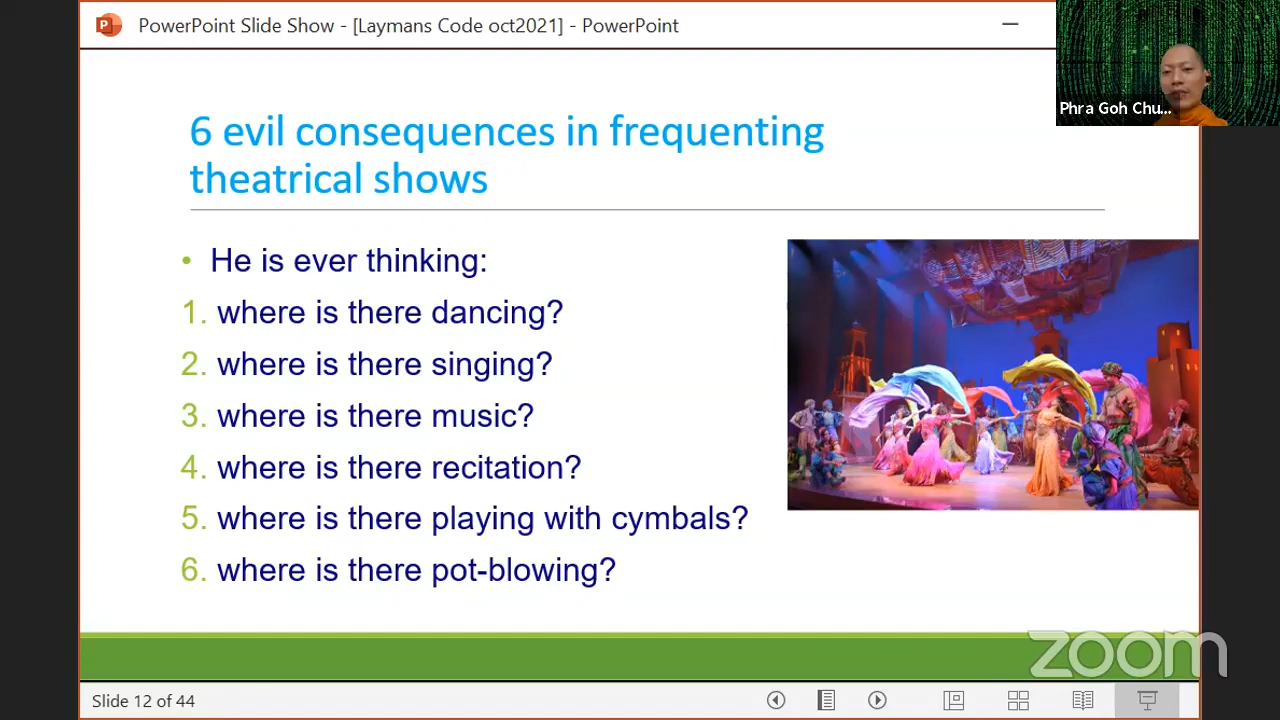 PowerPoint Slide Show - [Laymans Code oct2021] - PowerPoint
Phra Goh Chu...
6 evil consequences in frequenting
theatrical shows
• He is ever thinking:
1. where is there dancing?
2. where is there singing?
3. where is there music?
4. where is there recitation?
5. where is there playing with cymbals?
6. where is there pot-blowing?
zoom
Slide 12 of 44